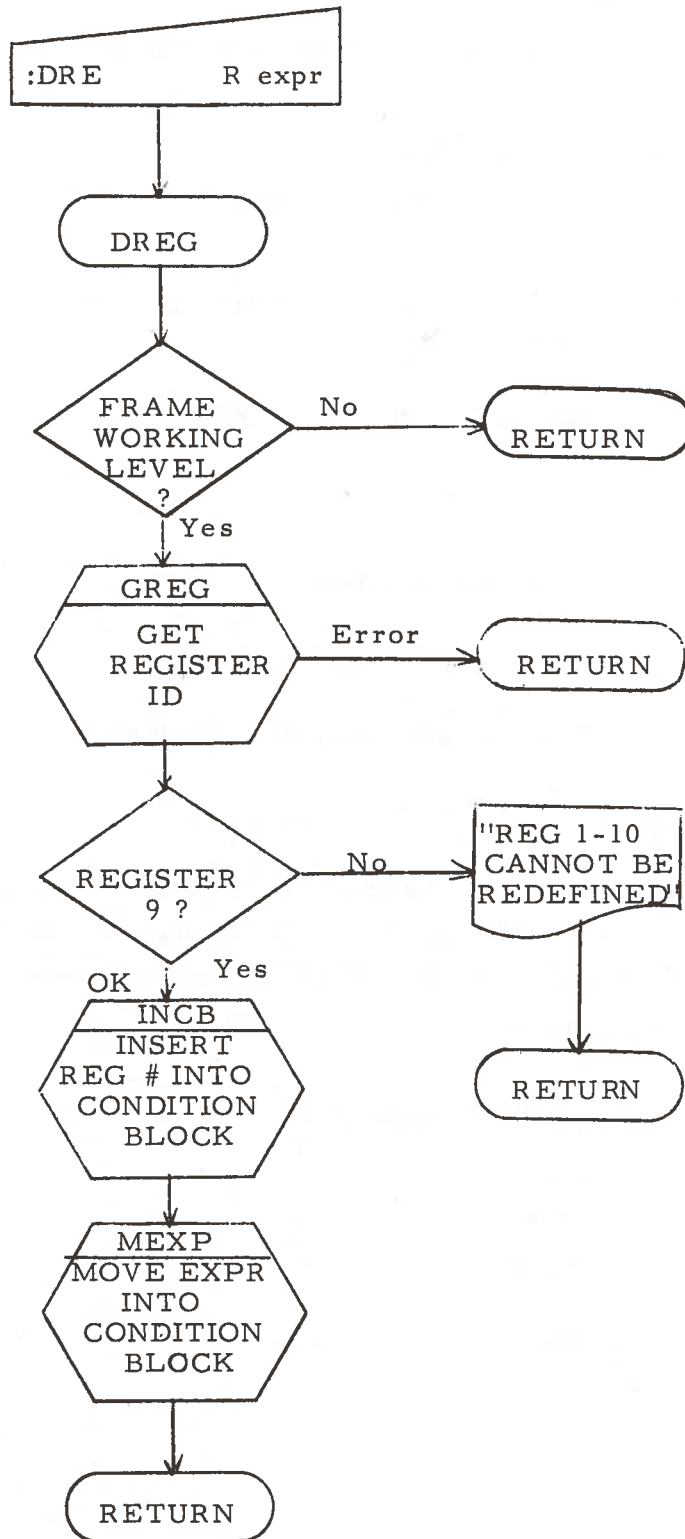 :DRE R expr
DREG
FRAME
WORKING
LEVEL
?
No
RETURN
Yes
GREG
GET
REGISTER
ID
Error
RETURN
REGISTER
9 ?
No
"REG 1-10
CANNOT BE
REDEFINED"
Yes
OK
INCB
INSERT
REG # INTO
CONDITION
BLOCK
RETURN
MEXP
MOVE EXPR
INTO
CONDITION
BLOCK
RETURN